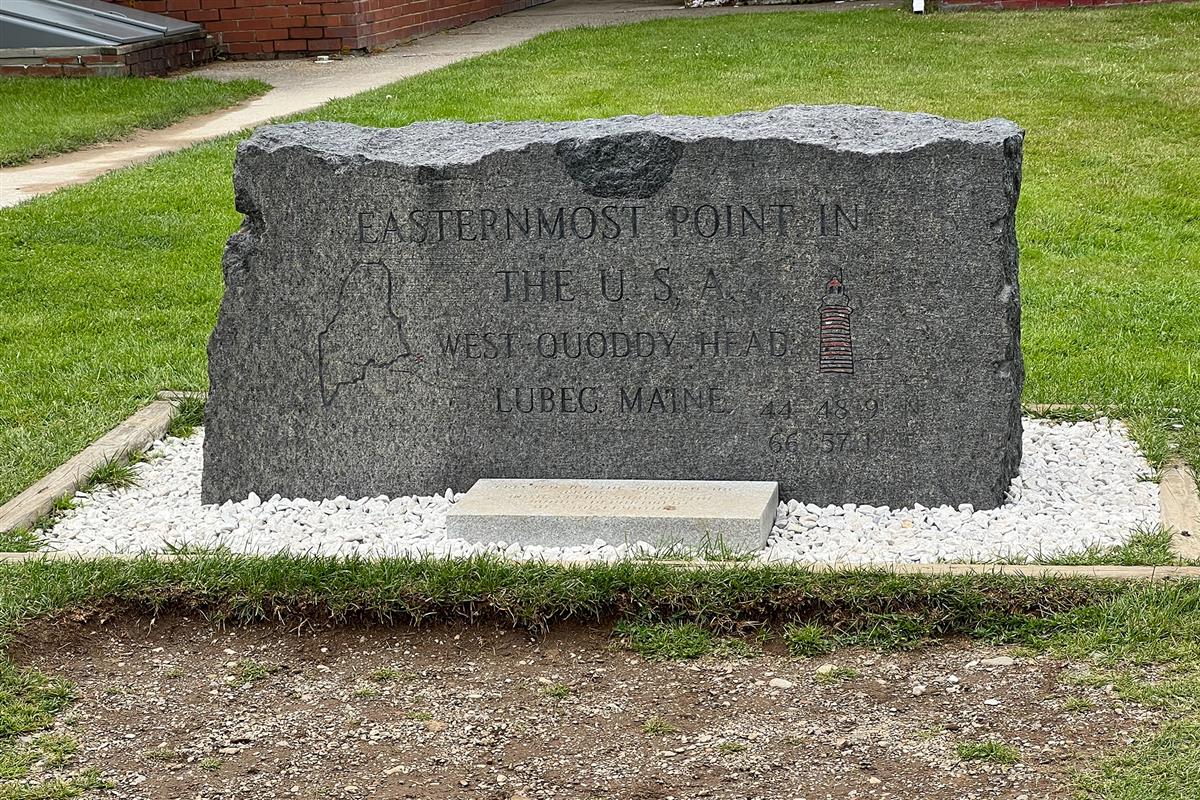 EASTERNMOST POINT IN
THE U. S. A.
WEST QUODDY HEAD
LUBEC, MAINE
44 48 9 N
66 57 1